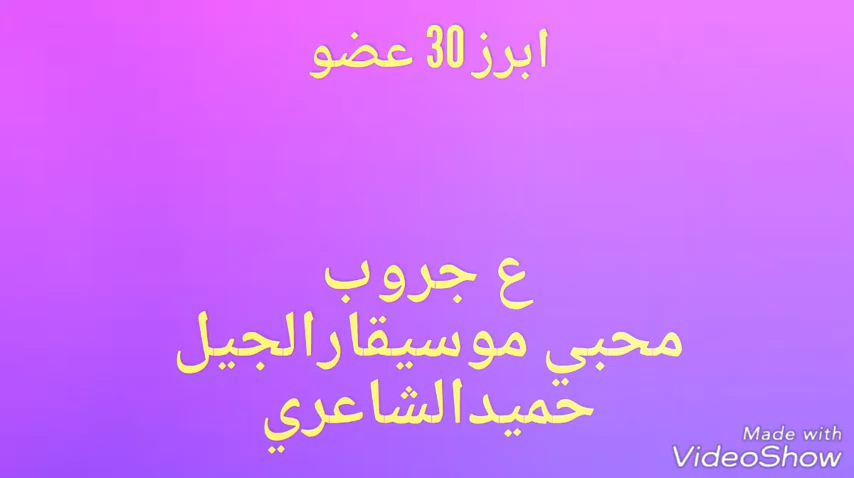 ابرز 30 عضو
ع جروب
محبي موسيقارالجيل
حميدالشاعري
Made with
VideoShow